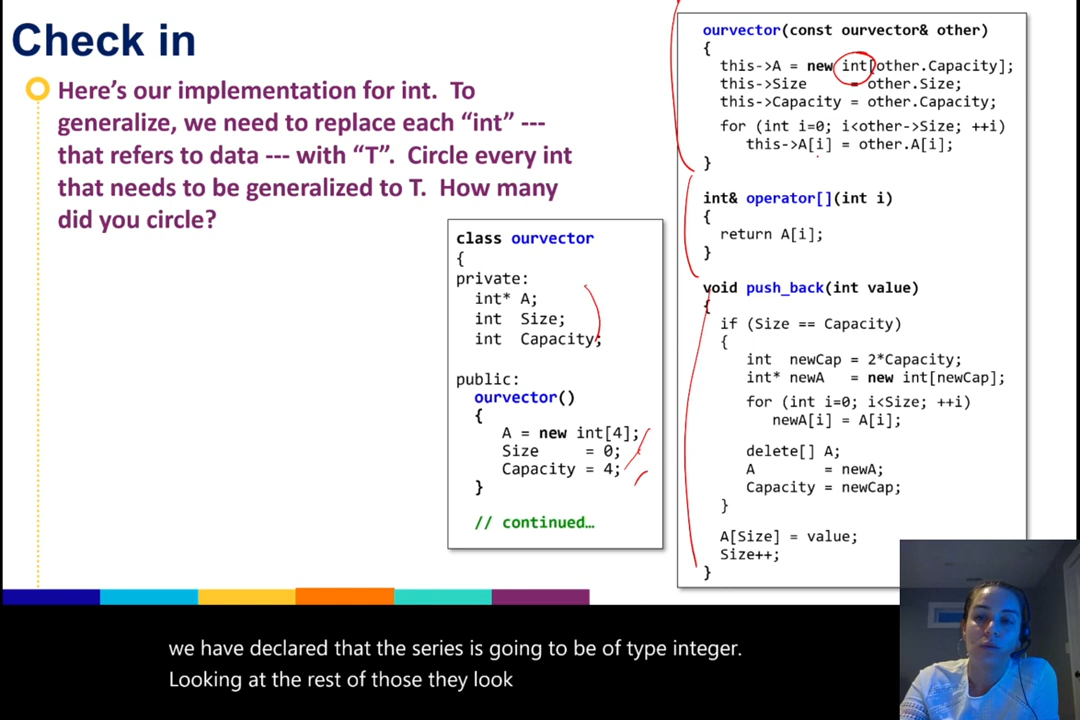 Check in
Here's our implementation for int. To
generalize, we need to replace each “int” ---
that refers to data --- with “T”. Circle every int
that needs to be generalized to T. How many
did you circle?
class ourvector
{
private:
int* A;
int Size;
int Capacity;
public:
ourvector()
{
A = new int[4];
Size = 0;
Capacity = 4;
}
// continued…
ourvector(const ourvector& other)
{
this->A = new int[other.Capacity];
this->Size = other.Size;
this->Capacity = other.Capacity;
for (int i=0; i<other->Size; ++i)
this->A[i] = other.A[i];
}
int& operator[](int i)
{
return A[i];
}
void push_back(int value)
{
if (Size == Capacity)
{
int newCap = 2*Capacity;
int* newA = new int[newCap];
for (int i=0; i<Size; ++i)
newA[i] = A[i];
delete[] A;
A = newA;
Capacity = newCap;
}
A[Size] = value;
Size++;
}
we have declared that the series is going to be of type integer.
Looking at the rest of those they look